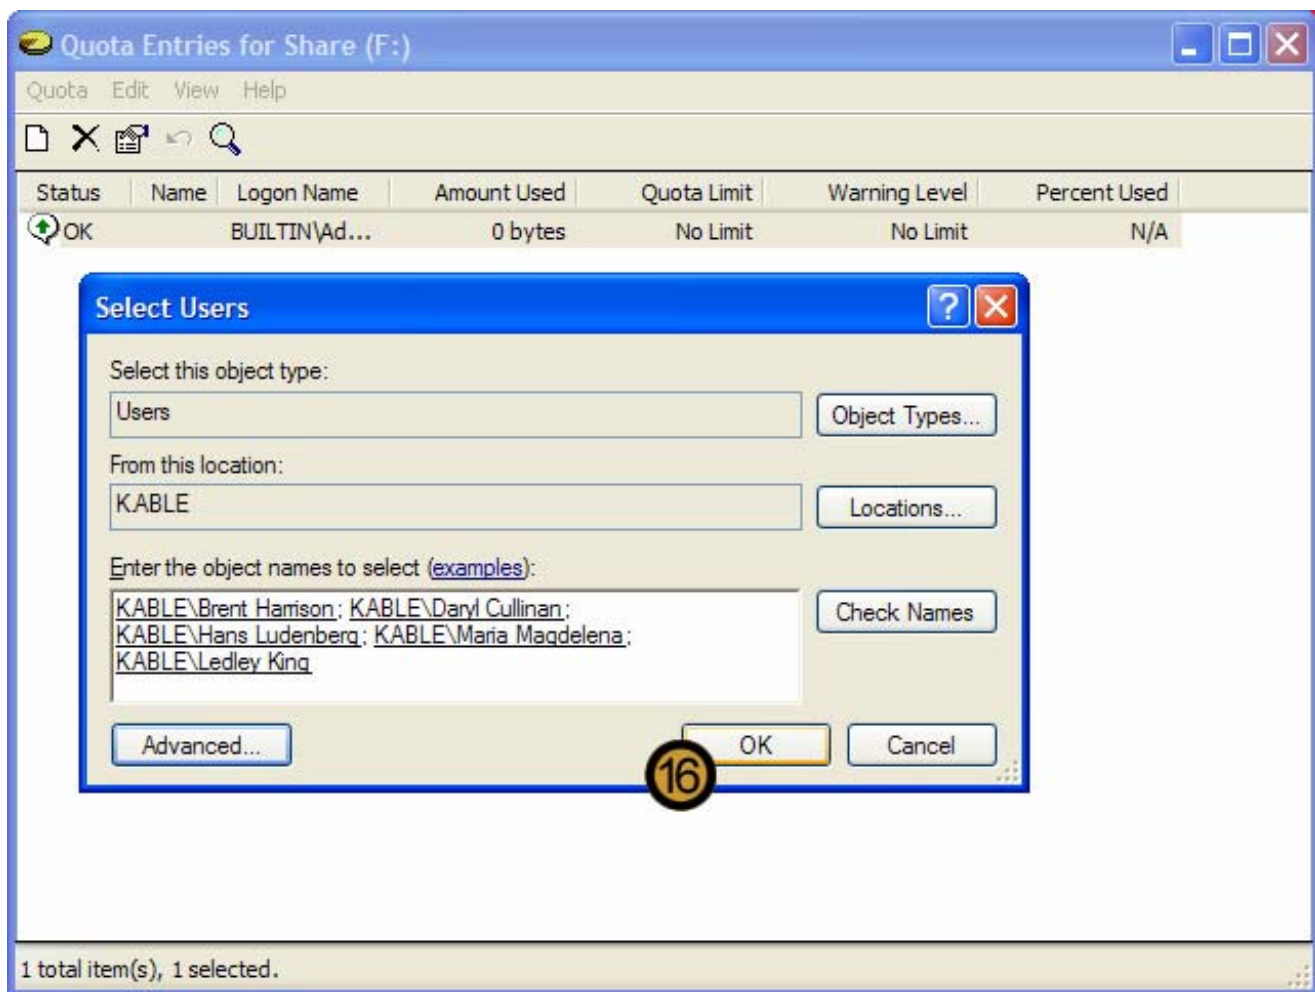 Quota Entries for Share (F:)
Quota Edit View Help
Status Name Logon Name Amount Used Quota Limit Warning Level Percent Used
OK BUILTIN\Ad... 0 bytes No Limit No Limit N/A
Select Users
Select this object type:
Users
Object Types...
From this location:
KABLE
Locations...
Enter the object names to select (examples):
KABLE\Brent Harrison; KABLE\Daryl Cullinan;
KABLE\Hans Ludenberg; KABLE\Maria Magdelena;
KABLE\Ledley King
Check Names
Advanced... OK Cancel
16
1 total item(s), 1 selected.